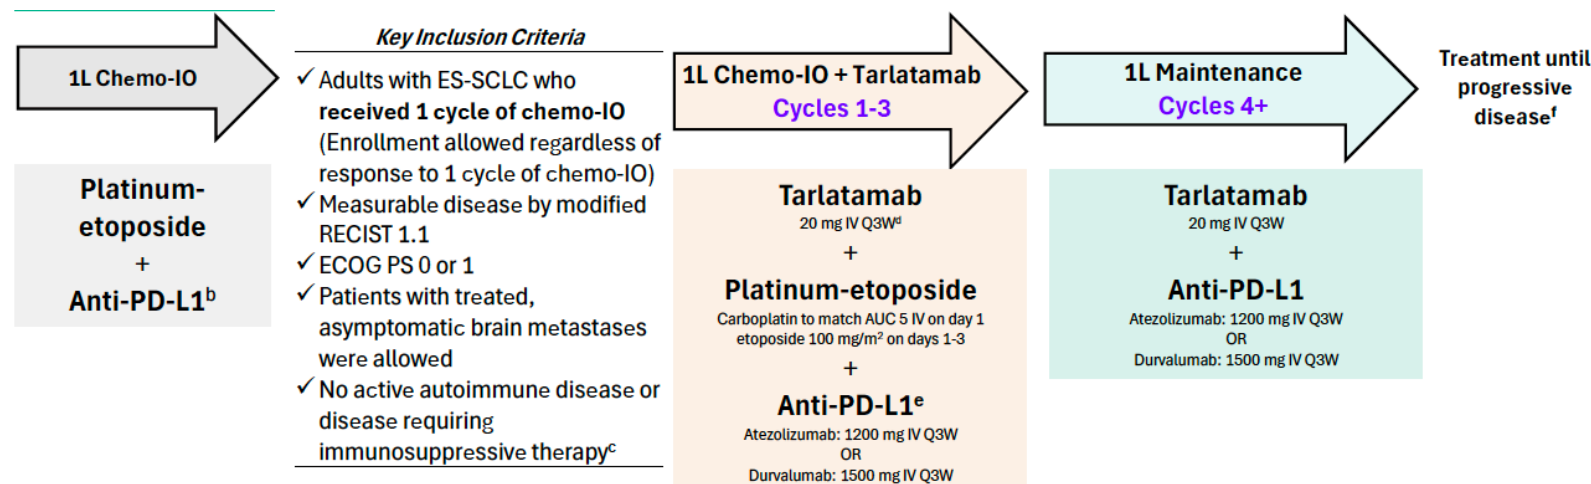 1L Chemo-IO
Platinum-
etoposide
+
Anti-PD-L1ᵇ
Key Inclusion Criteria
✓ Adults with ES-SCLC who
received 1 cycle of chemo-IO
(Enrollment allowed regardless of
response to 1 cycle of chemo-IO)
✓ Measurable disease by modified
RECIST 1.1
✓ ECOG PS 0 or 1
✓ Patients with treated,
asymptomatic brain metastases
were allowed
✓ No active autoimmune disease or
disease requiring
immunosuppressive therapyᶜ
1L Chemo-IO + Tarlatamab
Cycles 1-3
Tarlatamab
20 mg IV Q3Wᵈ
+
Platinum-etoposide
Carboplatin to match AUC 5 IV on day 1
etoposide 100 mg/m² on days 1-3
+
Anti-PD-L1ᵉ
Atezolizumab: 1200 mg IV Q3W
OR
Durvalumab: 1500 mg IV Q3W
1L Maintenance
Cycles 4+
Tarlatamab
20 mg IV Q3W
+
Anti-PD-L1
Atezolizumab: 1200 mg IV Q3W
OR
Durvalumab: 1500 mg IV Q3W
Treatment until
progressive
diseaseᶠ